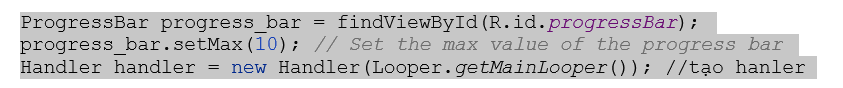 ProgressBar progress_bar = findViewById(R.id.progressBar);
progress_bar.setMax(10); // Set the max value of the progress bar
Handler handler = new Handler(Looper.getMainLooper()); //tạo hanler